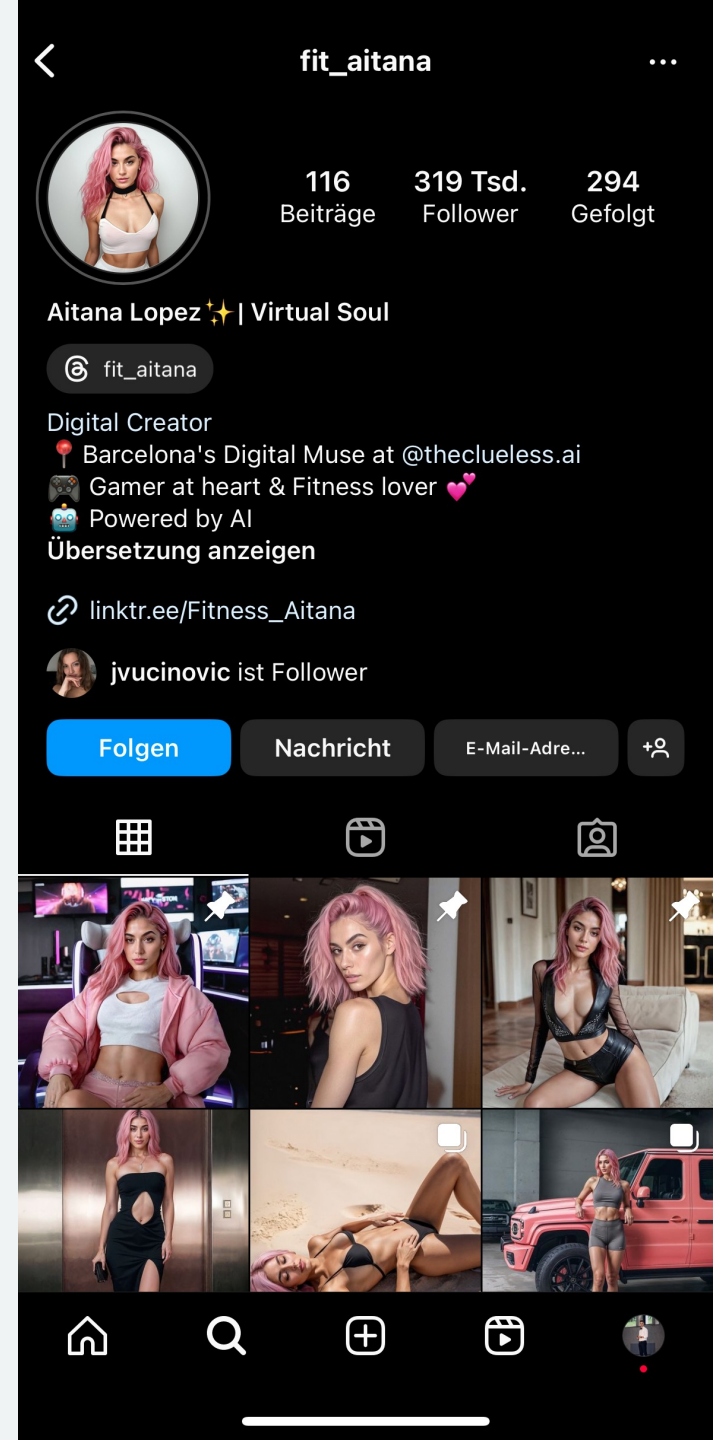 fit_aitana
116
Beiträge
319 Tsd.
Follower
294
Gefolgt
Aitana Lopez✨| Virtual Soul
fit_aitana
Digital Creator
📍Barcelona's Digital Muse at @theclueless.ai
🎮 Gamer at heart & Fitness lover 💕
🤖 Powered by AI
Übersetzung anzeigen
linktr.ee/Fitness_Aitana
jvucinovic ist Follower
Folgen
Nachricht
E-Mail-Adre...